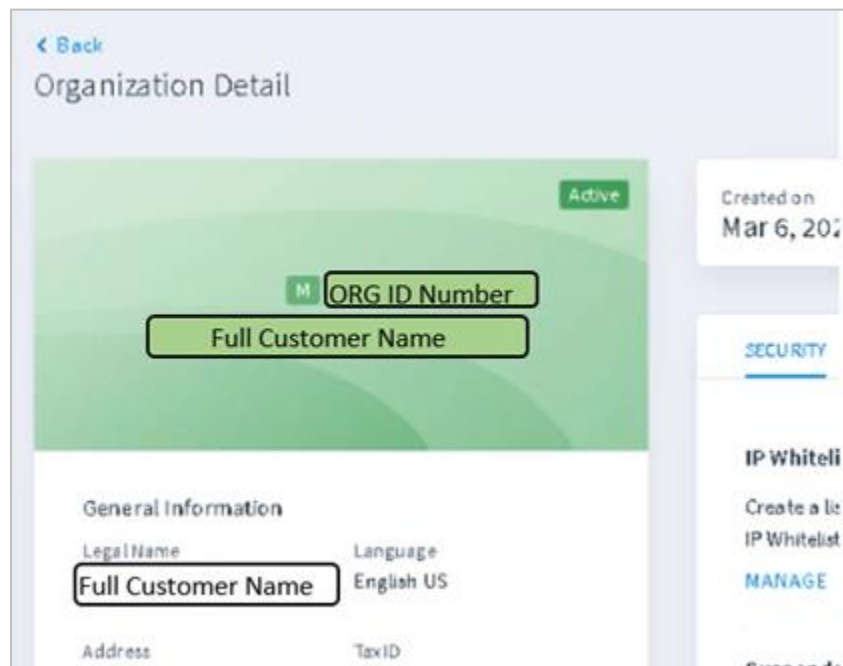 Back
Organization Detail
Active
M ORG ID Number
Full Customer Name
General Information
Legal Name
Full Customer Name
Language
English US
Address
Tax ID
Created on
Mar 6, 202
SECURITY
IP Whiteli
Create a lis
IP Whitelist
MANAGE